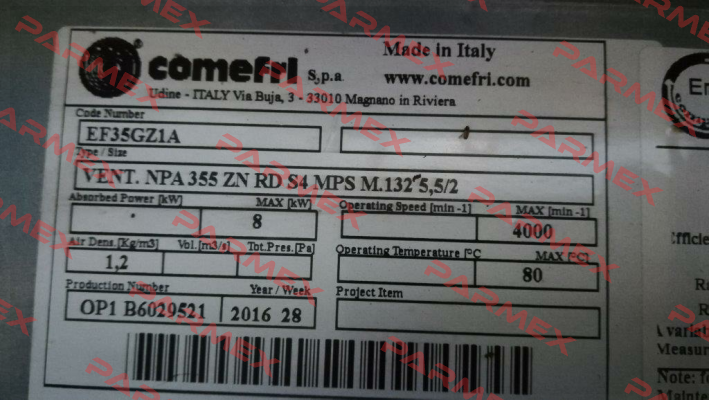 comefri S.p.a.
Made in Italy
www.comefri.com
Udine - ITALY Via Buja, 3 - 33010 Magnano in Riviera
Code Number
EF35GZ1A
Type / Size
VENT. NPA 355 ZN RD S4 MPS M.132 5,5/2
Absorbed Power [kW] MAX [kW]
8
Operating Speed [min -1] MAX [min -1]
4000
Air Dens.[Kg/m3] Vol.[m3/s] Tot.Pres.[Pa]
1,2
Operating Temperature [°C MAX [°C]
80
Production Number Year / Week
OP1 B6029521 2016 28
Project Item
Measur
Note: fo
PARMEX